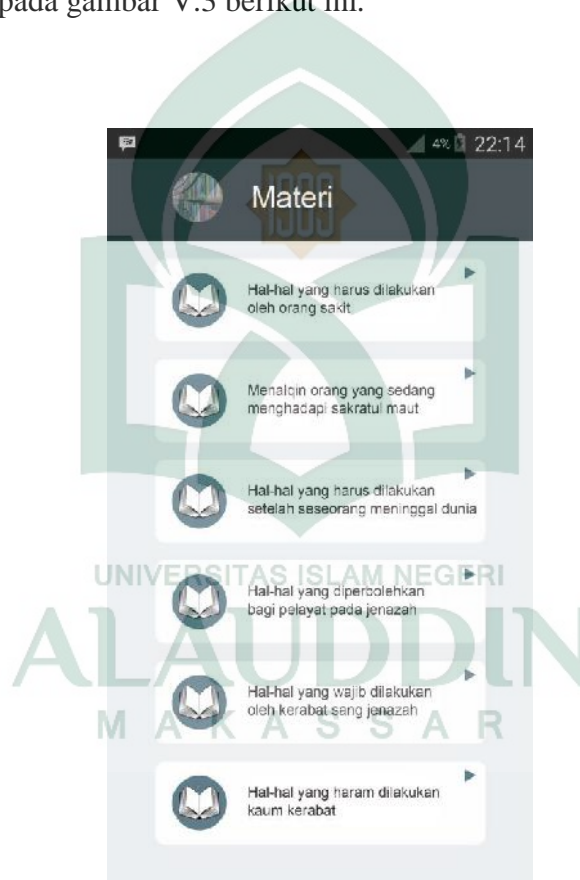 pada gambar V.3 berikut ini.
4% 22:14
Materi
1909
Hal-hal yang harus dilakukan
oleh orang sakit
Menalqin orang yang sedang
menghadapi sakratul maut
Hal-hal yang harus dilakukan
setelah seseorang meninggal dunia
UNIVERSITAS ISLAM NEGERI
Hal-hal yang diperbolehkan
bagi pelayat pada jenazah
ALAUDDIN
Hal-hal yang wajib dilakukan
oleh kerabat sang jenazah
MAKASSAR
Hal-hal yang haram dilakukan
kaum kerabat